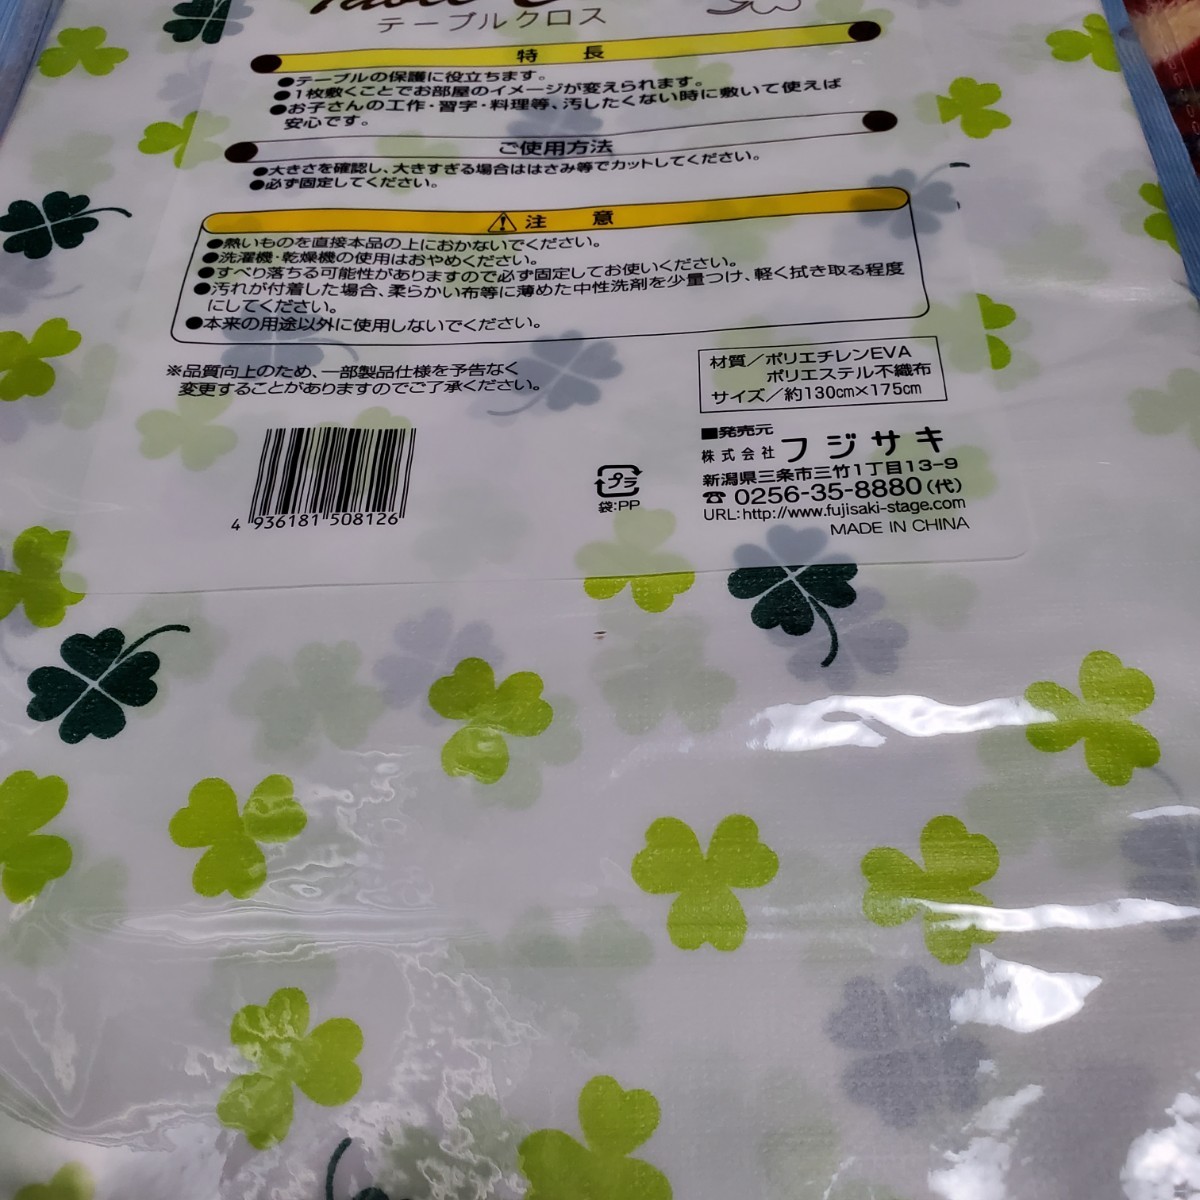 テーブルクロス
特 長
●テーブルの保護に役立ちます。
●1枚敷くことでお部屋のイメージが変えられます。
●お子さんの工作・習字・料理等、汚したくない時に敷いて使えば
安心です。
ご使用方法
●大きさを確認し、大きすぎる場合ははさみ等でカットしてください。
●必ず固定してください。
⚠注 意
●熱いものを直接本品の上におかないでください。
●洗濯機・乾燥機の使用はおやめください。
●すべり落ちる可能性がありますので必ず固定してお使いください。
●汚れが付着した場合、柔らかい布等に薄めた中性洗剤を少量つけ、軽く拭き取る程度
にしてください。
●本来の用途以外に使用しないでください。
※品質向上のため、一部製品仕様を予告なく
変更することがありますのでご了承ください。
材質／ポリエチレンEVA
ポリエステル不織布
サイズ／約130cm×175cm
4 936181 508126
プラ
袋:PP
■発売元
株式会社 フジサキ
新潟県三条市三竹1丁目13-9
☎ 0256-35-8880(代)
URL:http://www.fujisaki-stage.com
MADE IN CHINA